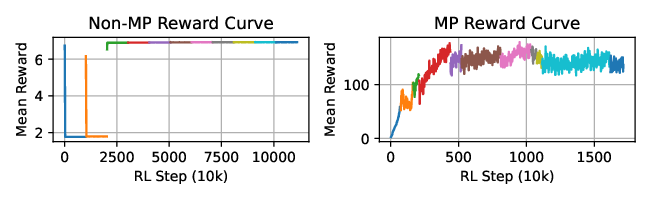 Non-MP Reward Curve
Mean Reward
6
4
2
0
2500
5000
7500
10000
RL Step (10k)
MP Reward Curve
Mean Reward
100
0
0
500
1000
1500
RL Step (10k)